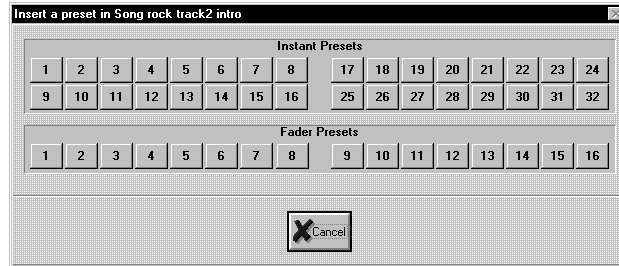 Insert a preset in Song rock track2 intro
Instant Presets
1 2 3 4 5 6 7 8 17 18 19 20 21 22 23 24
9 10 11 12 13 14 15 16 25 26 27 28 29 30 31 32
Fader Presets
1 2 3 4 5 6 7 8 9 10 11 12 13 14 15 16
Cancel